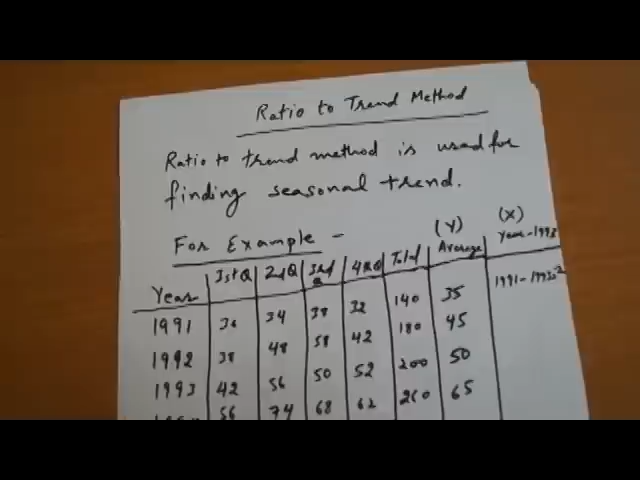 Ratio to Trend Method
Ratio to trend method is used for
finding seasonal trend.
For Example –
(Y) (X)
Year 1st Q 2nd Q 3rd Q 4th Q Total Average Year-1993
1991 36 34 38 32 140 35 1991-1993=-2
1992 38 48 58 42 180 45
1993 42 56 50 52 200 50
56 74 68 62 260 65